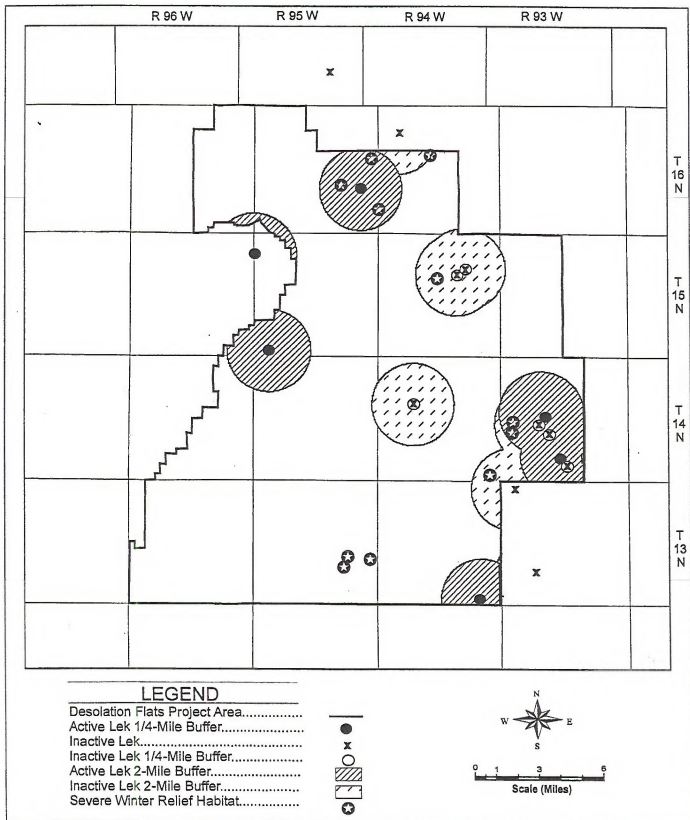 R 96 W R 95 W R 94 W R 93 W
T
16
N
T
15
N
T
14
N
T
13
N
LEGEND
Desolation Flats Project Area....................
Active Lek 1/4-Mile Buffer.........................
Inactive Lek................................................
Inactive Lek 1/4-Mile Buffer......................
Active Lek 2-Mile Buffer............................
Inactive Lek 2-Mile Buffer.........................
Severe Winter Relief Habitat....................
N
W E
S
0 1 3 6
Scale (Miles)